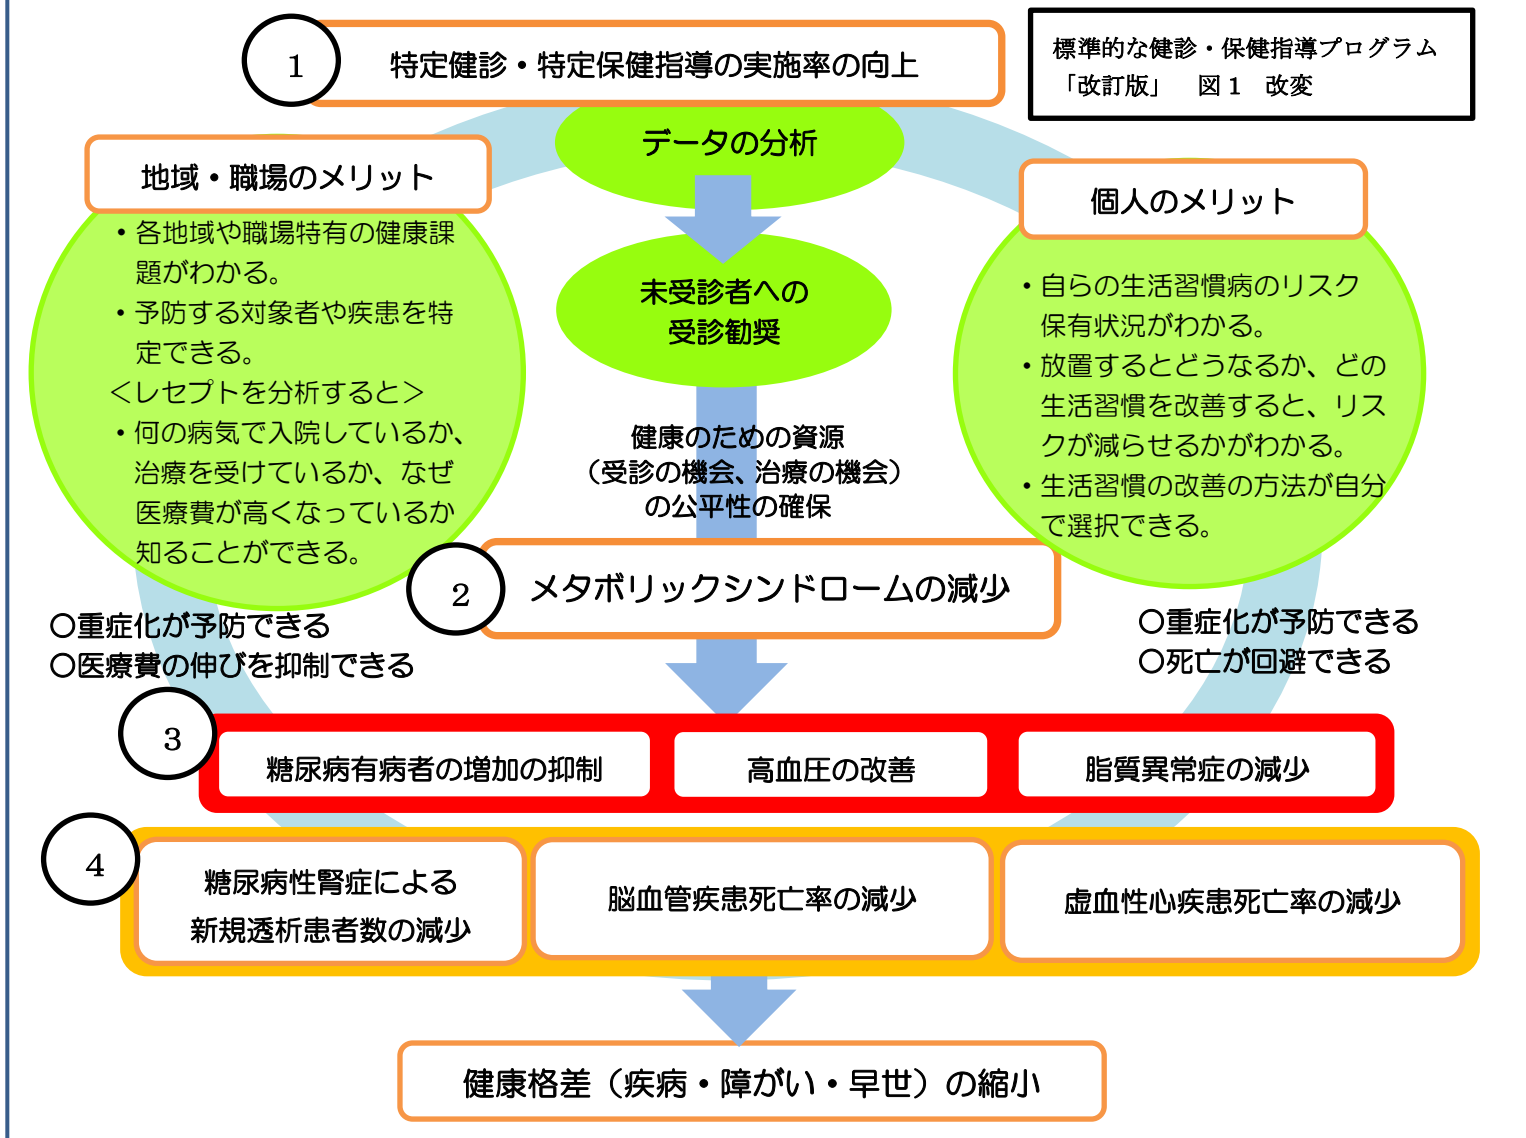 1
特定健診・特定保健指導の実施率の向上
標準的な健診・保健指導プログラム
「改訂版」 図1 改変
データの分析
地域・職場のメリット
・各地域や職場特有の健康課
題がわかる。
・予防する対象者や疾患を特
定できる。
＜レセプトを分析すると＞
・何の病気で入院しているか、
治療を受けているか、なぜ
医療費が高くなっているか
知ることができる。
未受診者への
受診勧奨
個人のメリット
・自らの生活習慣病のリスク
保有状況がわかる。
・放置するとどうなるか、どの
生活習慣を改善すると、リス
クが減らせるかがわかる。
・生活習慣の改善の方法が自分
で選択できる。
健康のための資源
（受診の機会、治療の機会）
の公平性の確保
2
メタボリックシンドロームの減少
○重症化が予防できる
○医療費の伸びを抑制できる
○重症化が予防できる
○死亡が回避できる
3
糖尿病有病者の増加の抑制
高血圧の改善
脂質異常症の減少
4
糖尿病性腎症による
新規透析患者数の減少
脳血管疾患死亡率の減少
虚血性心疾患死亡率の減少
健康格差（疾病・障がい・早世）の縮小